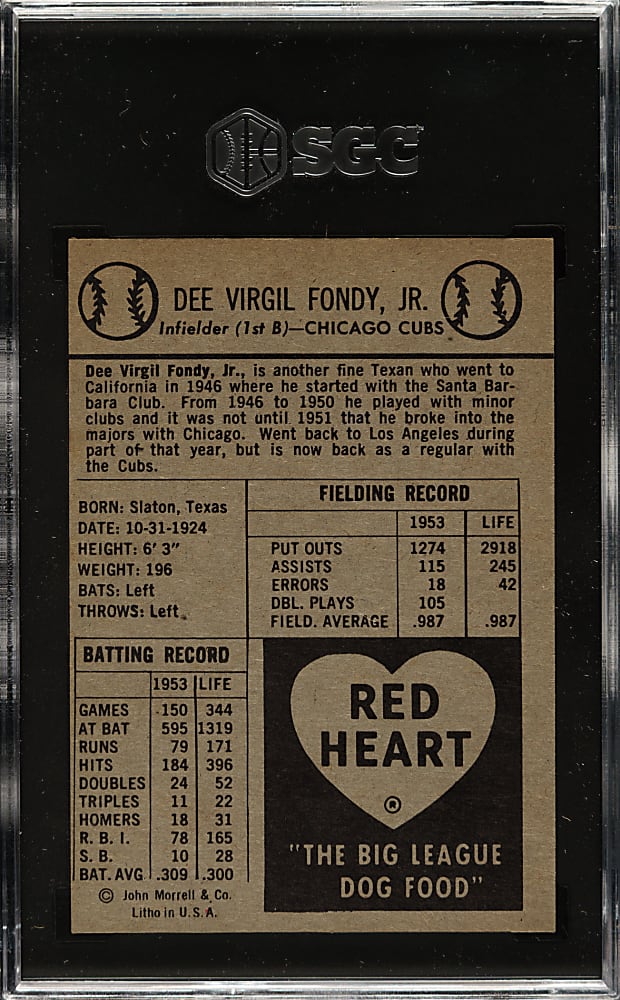 SGC
DEE VIRGIL FONDY, JR.
Infielder (1st B)—CHICAGO CUBS
Dee Virgil Fondy, Jr., is another fine Texan who went to
California in 1946 where he started with the Santa Bar-
bara Club. From 1946 to 1950 he played with minor
clubs and it was not until 1951 that he broke into the
majors with Chicago. Went back to Los Angeles during
part of that year, but is now back as a regular with
the Cubs.
BORN: Slaton, Texas
DATE: 10-31-1924
HEIGHT: 6' 3"
WEIGHT: 196
BATS: Left
THROWS: Left
FIELDING RECORD
1953 LIFE
PUT OUTS 1274 2918
ASSISTS 115 245
ERRORS 18 42
DBL. PLAYS 105
FIELD. AVERAGE .987 .987
BATTING RECORD
1953 LIFE
GAMES 150 344
AT BAT 595 1319
RUNS 79 171
HITS 184 396
DOUBLES 24 52
TRIPLES 11 22
HOMERS 18 31
R. B. I. 78 165
S. B. 10 28
BAT. AVG .309 .300
© John Morrell & Co.
Litho in U.S.A.
RED
HEART
®
"THE BIG LEAGUE
DOG FOOD"